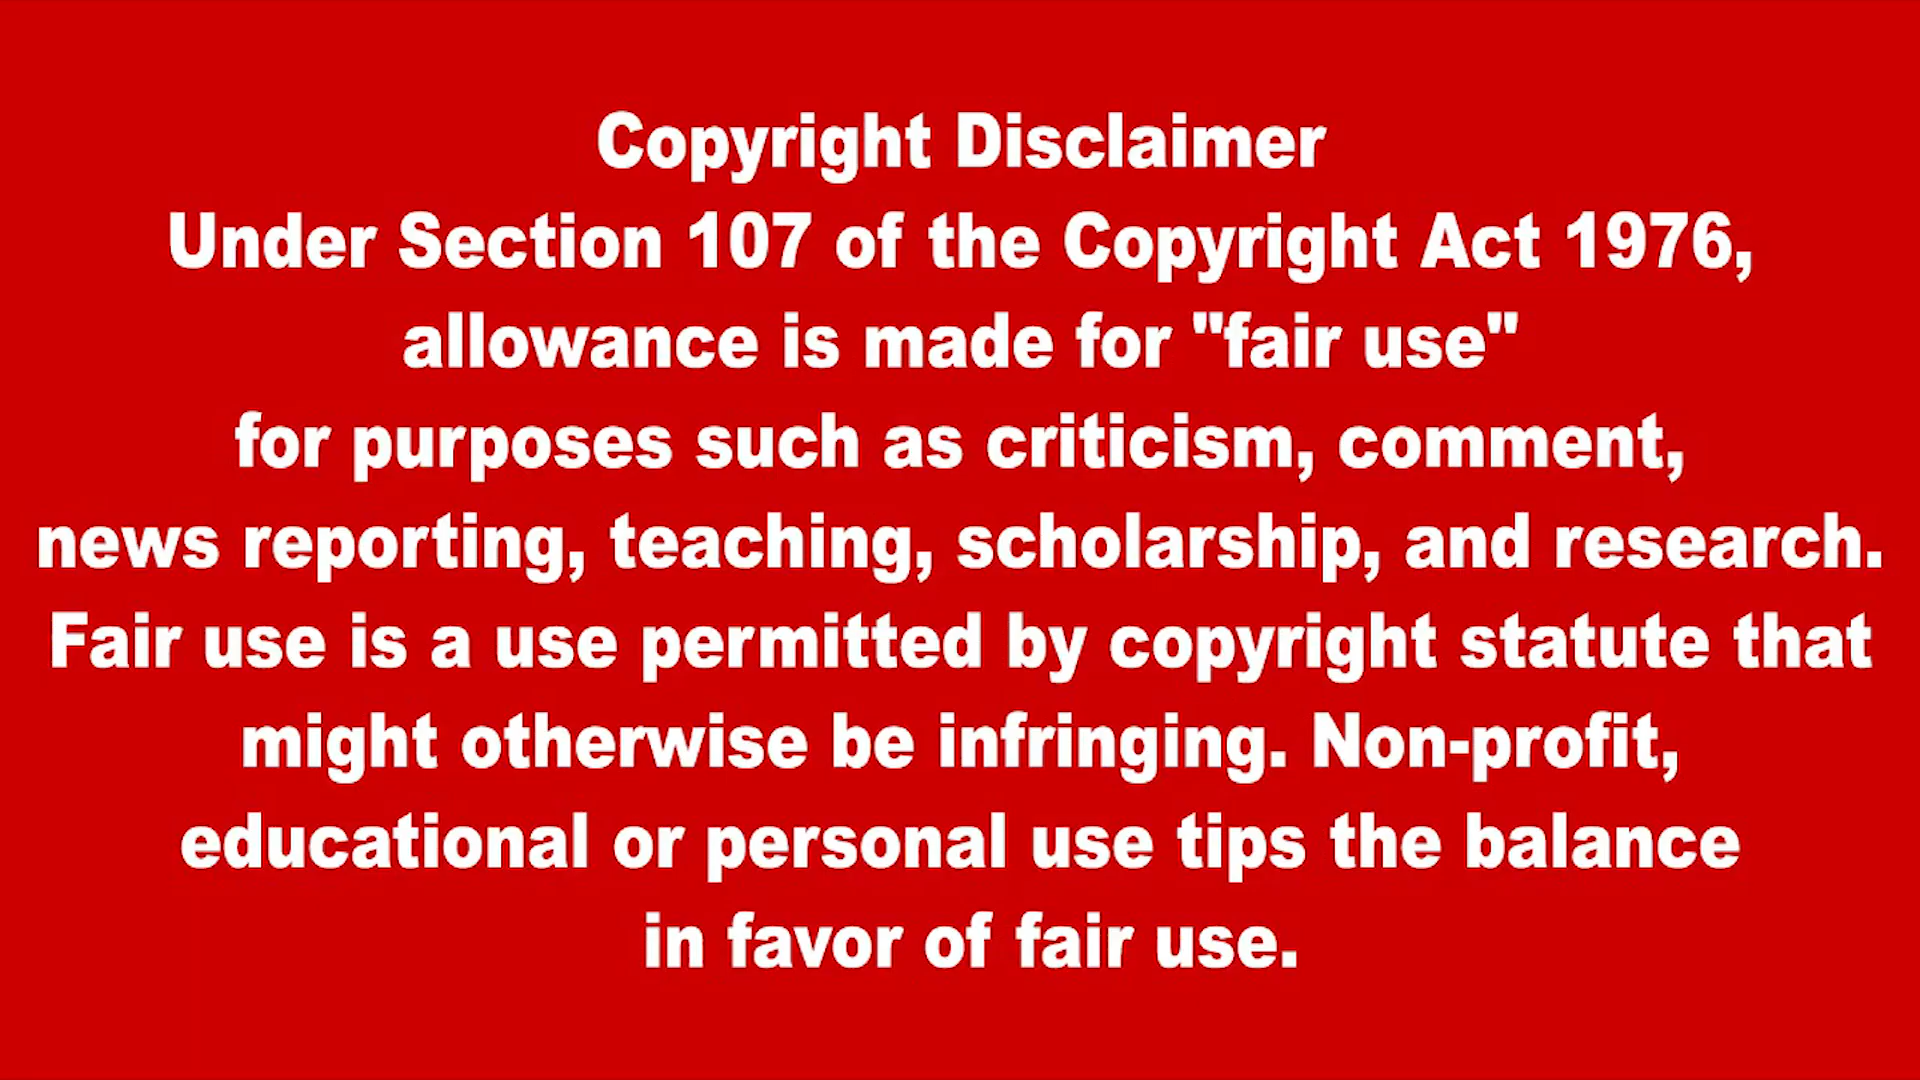 Copyright Disclaimer
Under Section 107 of the Copyright Act 1976,
allowance is made for "fair use"
for purposes such as criticism, comment,
news reporting, teaching, scholarship, and research.
Fair use is a use permitted by copyright statute that
might otherwise be infringing. Non-profit,
educational or personal use tips the balance
in favor of fair use.